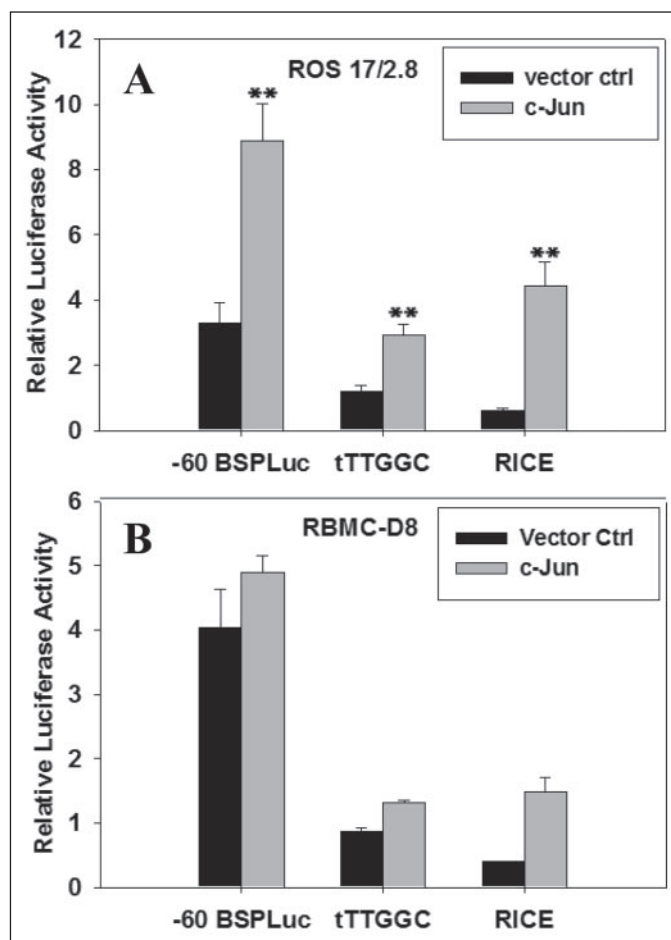 A
ROS 17/2.8
vector ctrl
c-Jun
Relative Luciferase Activity
12
10
8
6
4
2
0
**
**
**
-60 BSPLuc
tTTGGC
RICE
B
RBMC-D8
Vector Ctrl
c-Jun
Relative Luciferase Activity
6
5
4
3
2
1
0
-60 BSPLuc
tTTGGC
RICE